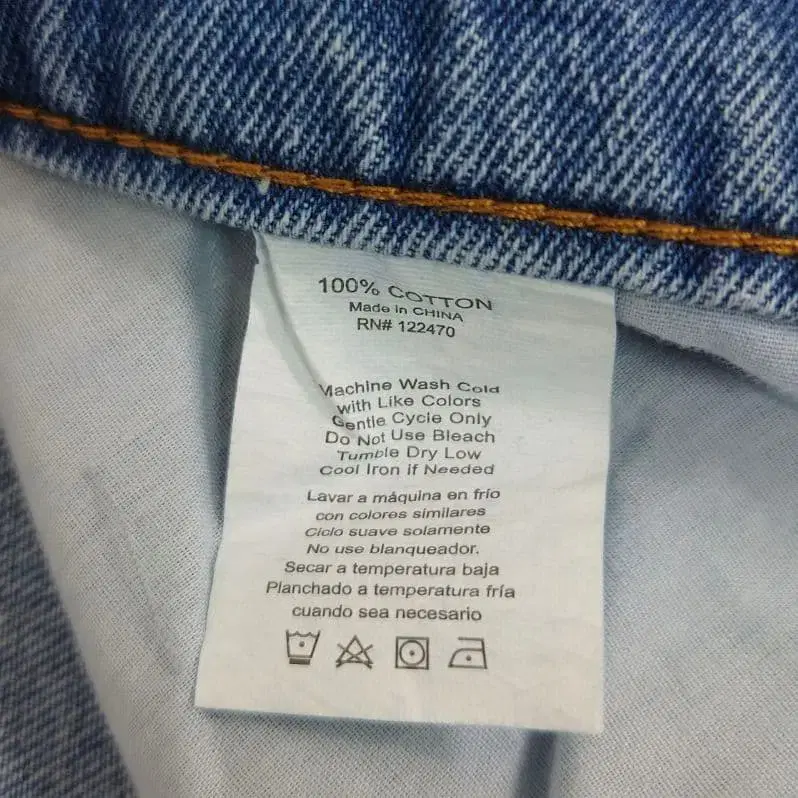 100% COTTON
Made in CHINA
RN# 122470
Machine Wash Cold
with Like Colors
Gentle Cycle Only
Do Not Use Bleach
Tumble Dry Low
Cool Iron if Needed
Lavar a máquina en frío
con colores similares
Ciclo suave solamente
No use blanqueador.
Secar a temperatura baja
Planchado a temperatura fría
cuando sea necesario